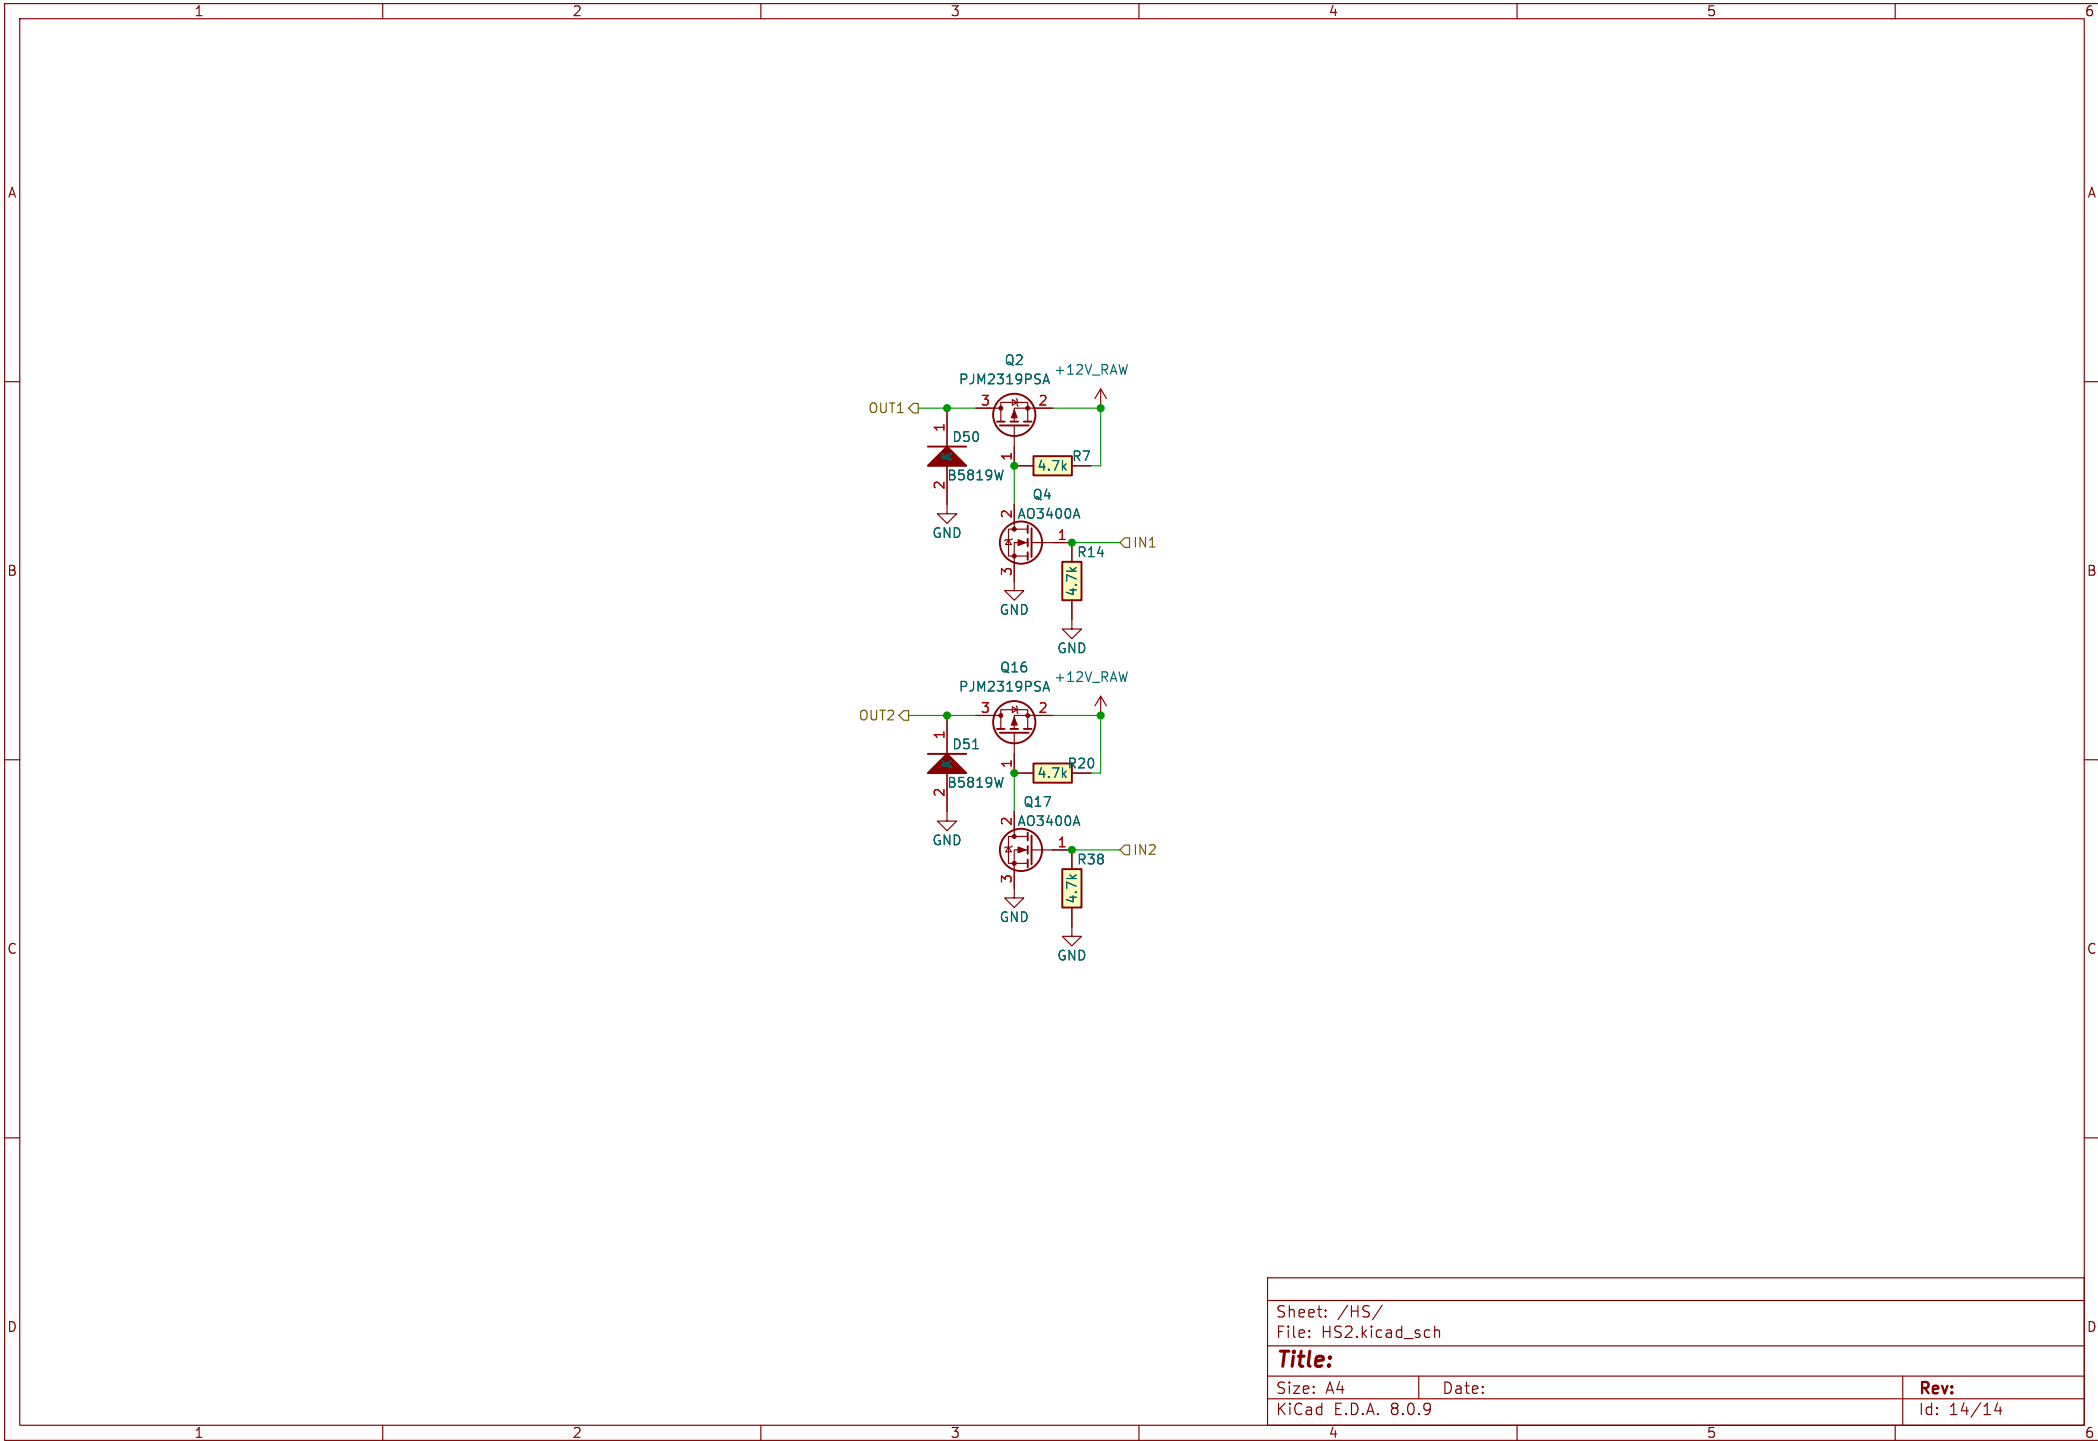 1 2 3 4 5 6
A A
Q2
PJM2319PSA
+12V_RAW
OUT1
3 2
1
D50
K
B5819W
2
GND
1
4.7k
R7
Q4
AO3400A
2
1
IN1
R14
4.7k
3
GND
GND
B B
Q16
PJM2319PSA
+12V_RAW
OUT2
3 2
1
D51
K
B5819W
2
GND
1
4.7k
R20
Q17
AO3400A
2
1
IN2
R38
4.7k
3
GND
GND
C C
Sheet: /HS/
File: HS2.kicad_sch
Title:
Size: A4 Date: Rev:
KiCad E.D.A. 8.0.9 Id: 14/14
D D
1 2 3 4 5 6